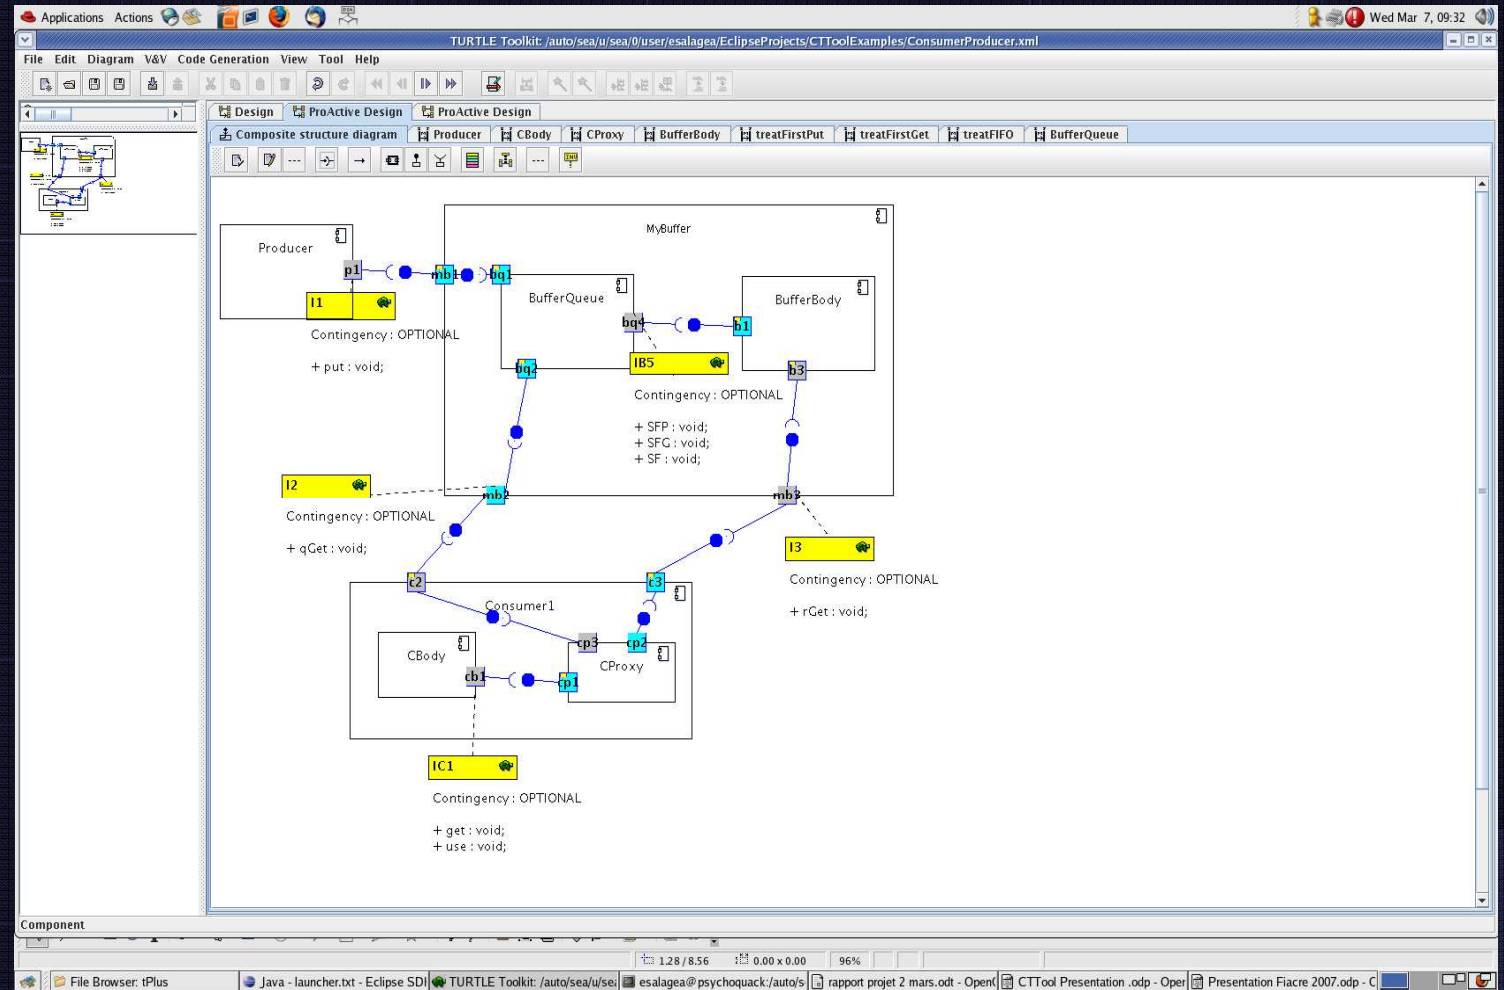 Applications Actions Wed Mar 7, 09:32
TURTLE Toolkit: /auto/sea/u/sea/0/user/esalagea/EclipseProjects/CTToolExamples/ConsumerProducer.xml
File Edit Diagram V&V Code Generation View Tool Help
Design ProActive Design ProActive Design
Composite structure diagram Producer CBody CProxy BufferBody treatFirstPut treatFirstGet treatFIFO BufferQueue
MyBuffer
Producer
p1 mb1 bq1
BufferQueue BufferBody
I1
bq4 b1
Contingency : OPTIONAL
+ put : void;
bq2 IB5 b3
Contingency : OPTIONAL
+ SFP : void;
+ SFG : void;
+ SF : void;
I2
mb2 mb3
Contingency : OPTIONAL
+ qGet : void;
I3
c2 c3
Contingency : OPTIONAL
Consumer1
+ rGet : void;
cp3 cp2
CBody CProxy
cb1 cp1
IC1
Contingency : OPTIONAL
+ get : void;
+ use : void;
Component
1.28 / 8.56 0.00 x 0.00 96%
File Browser: tPlus Java - launcher.txt - Eclipse SDI TURTLE Toolkit: /auto/sea/u/sea esalagea@psychoquack:/auto/s rapport projet 2 mars.odt - OpenO CTTool Presentation .odp - Oper Presentation Fiacre 2007.odp - C